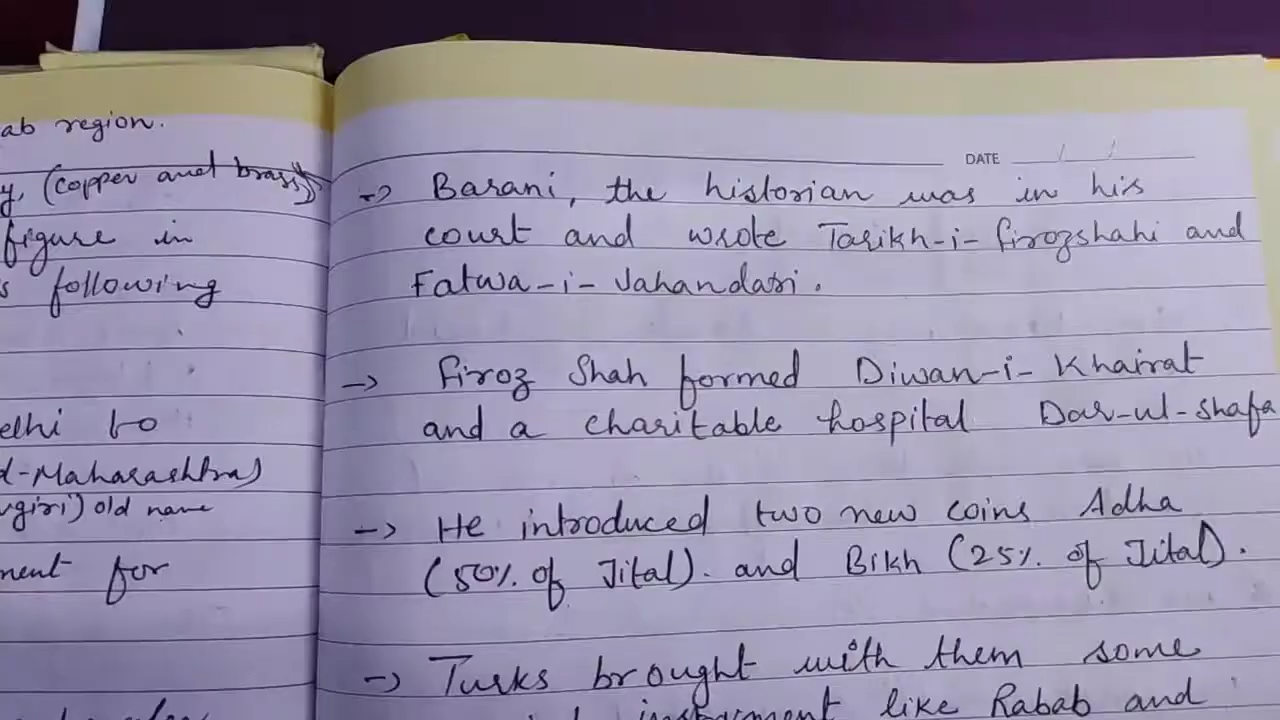 ab region.
y, (copper and brass)
figure in
s following
elhi to
d-Maharashtra)
giri) old name
ment for
DATE / /
→ Barani, the historian was in his
court and wrote Tarikh-i-firozshahi and
Fatwa-i-Jahandari.
→ Firoz Shah formed Diwan-i-Khairat
and a charitable hospital Dar-ul-Shafa
→ He introduced two new coins Adha
(50% of Jital). and Bikh (25% of Jital).
→ Turks brought with them some
instrument like Rabab and